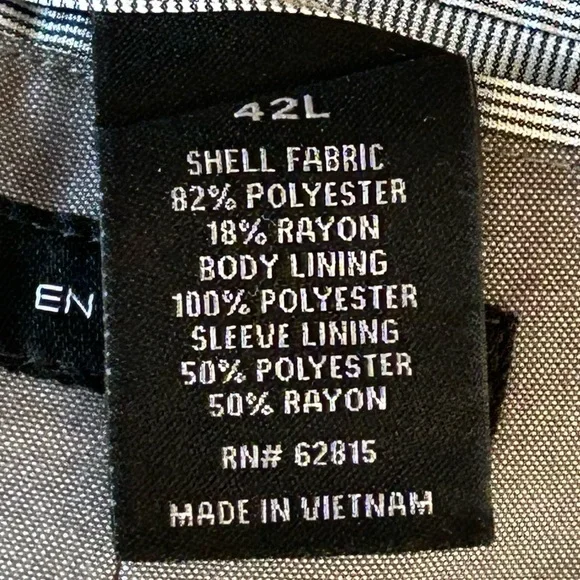 42L
SHELL FABRIC
82% POLYESTER
18% RAYON
BODY LINING
100% POLYESTER
SLEEVE LINING
50% POLYESTER
50% RAYON
RN# 62815
MADE IN VIETNAM
EN